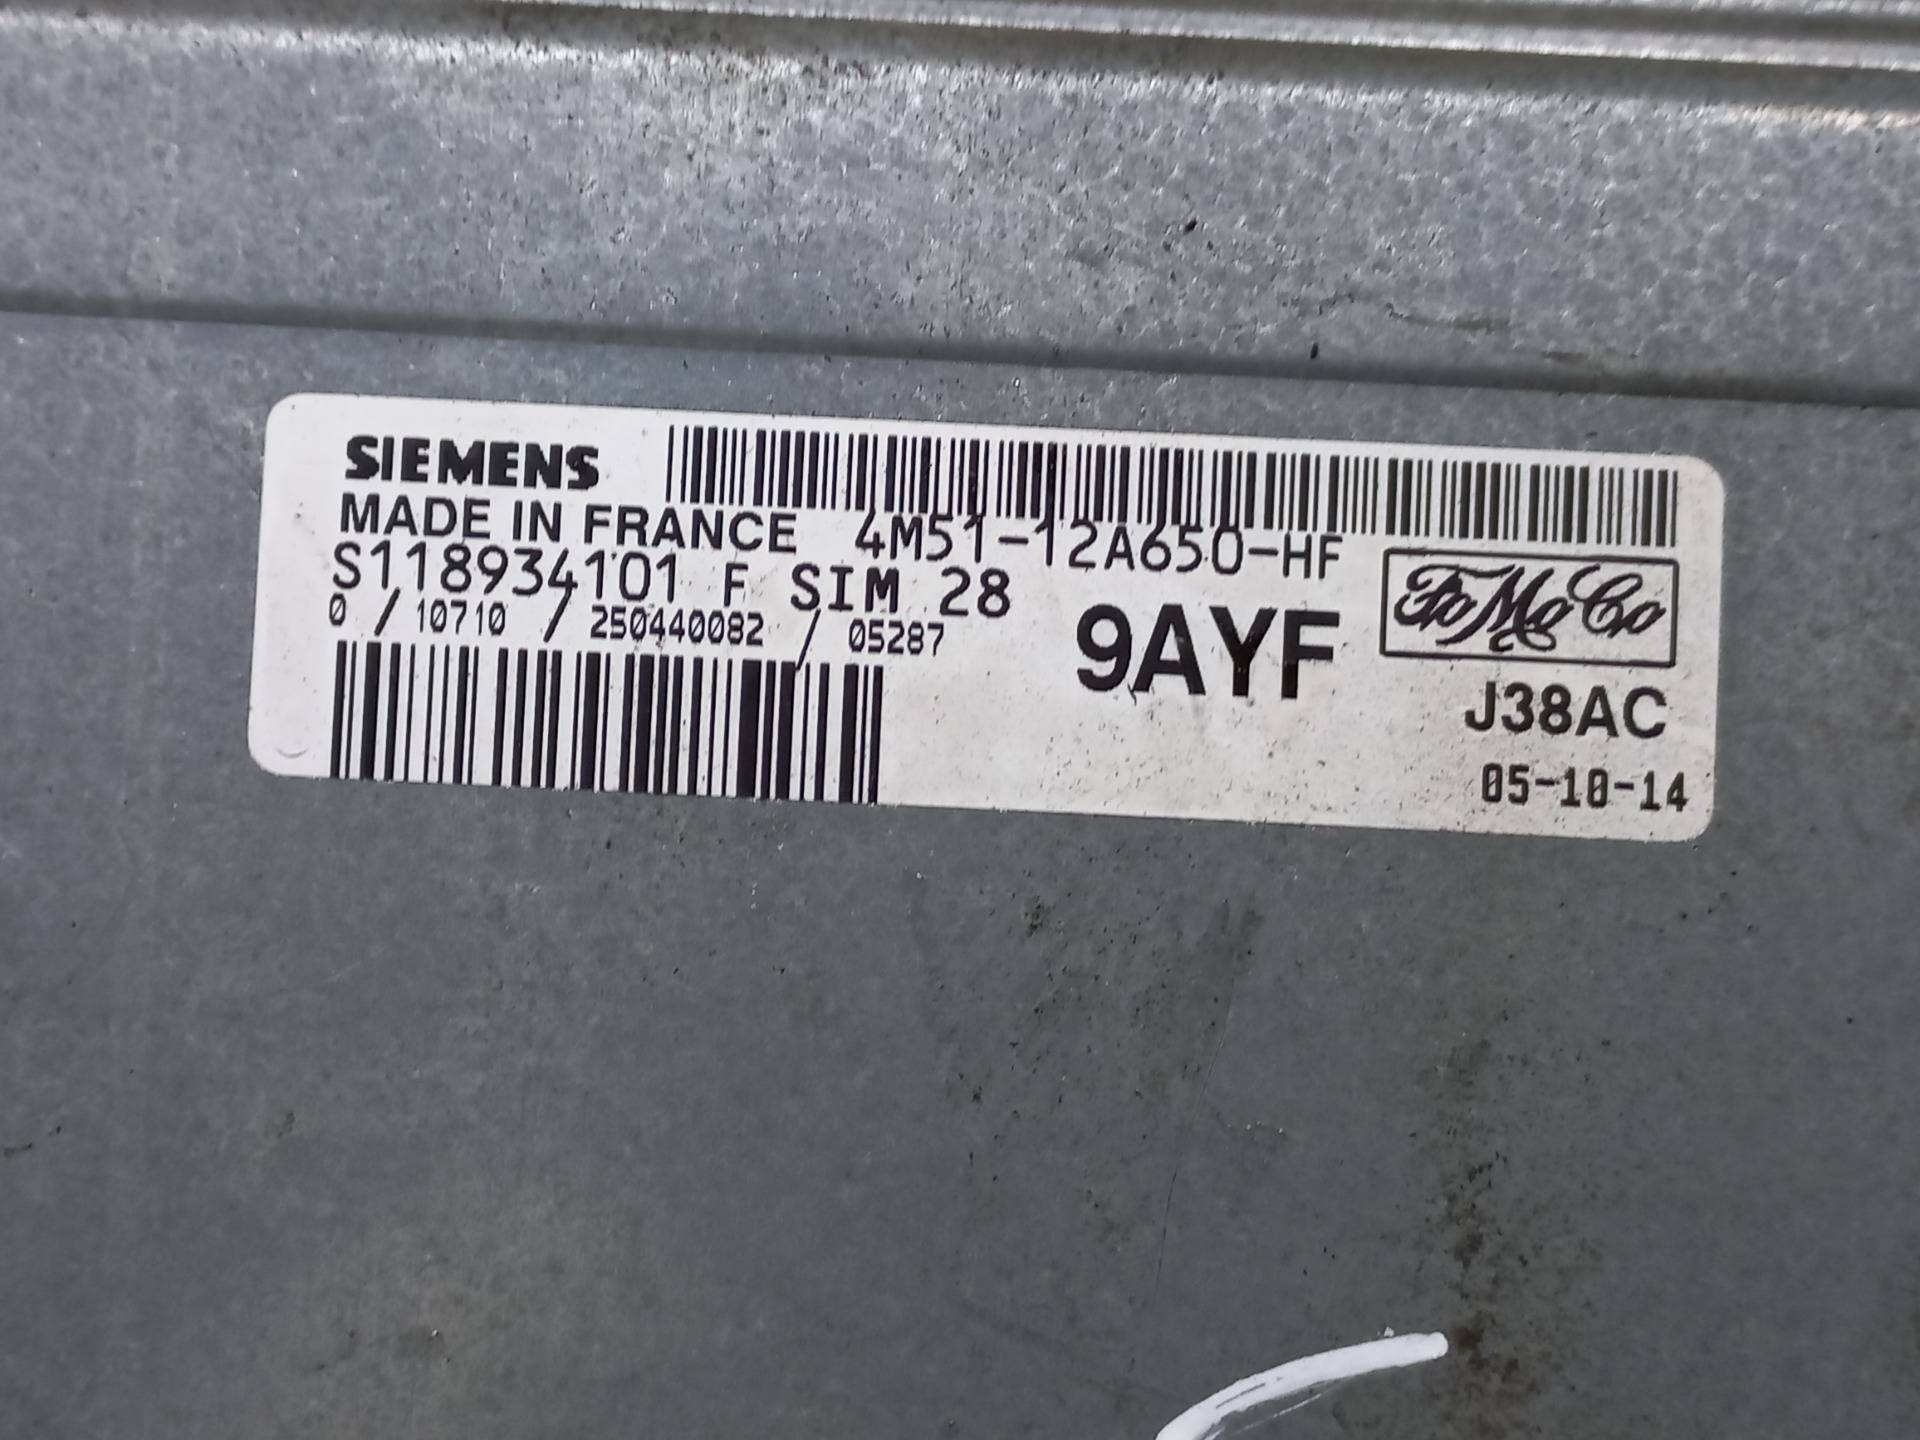 SIEMENS
MADE IN FRANCE 4M51-12A650-HF
S118934101 F SIM 28
0 / 10710 / 250440082 / 05287
9AYF
FoMoCo
J38AC
05-10-14